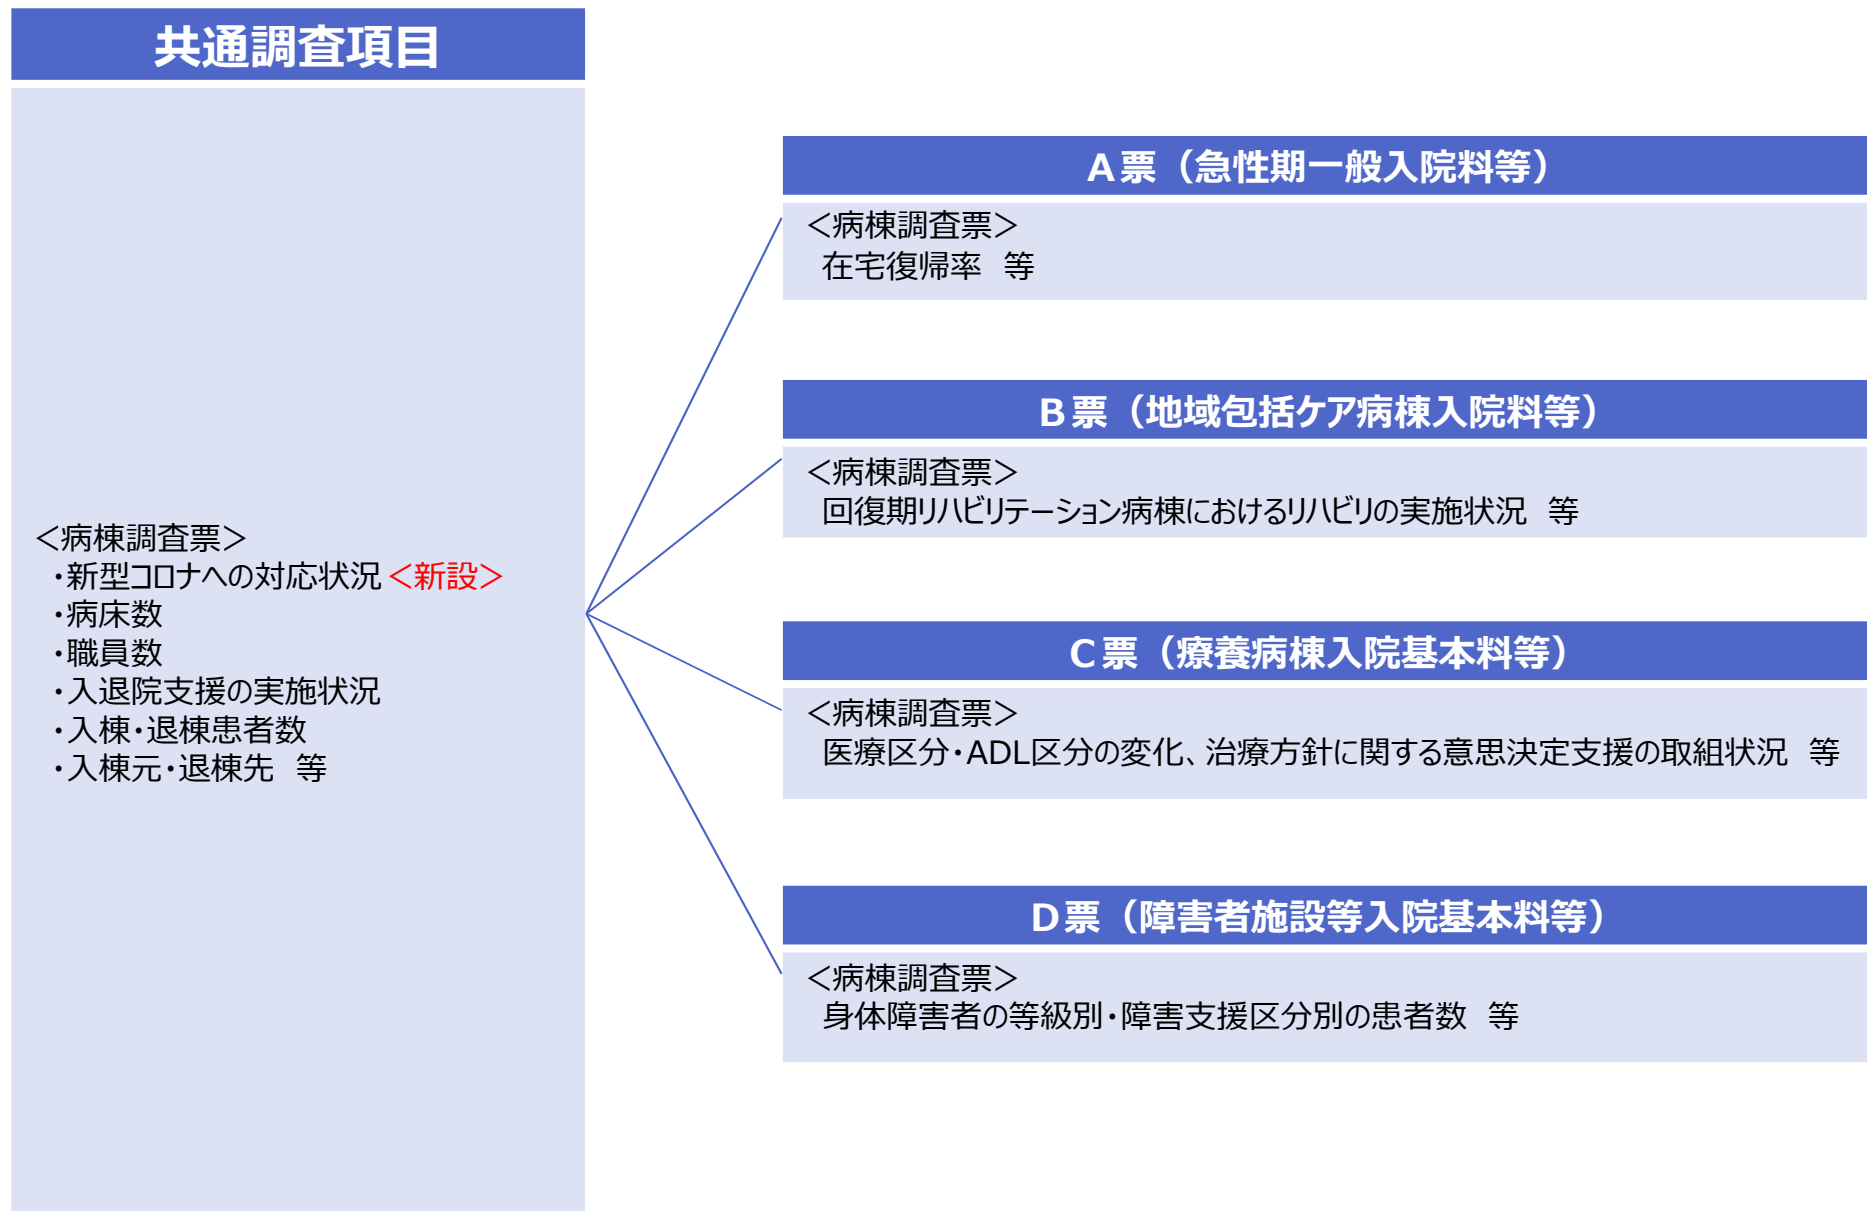 共通調査項目
＜病棟調査票＞
・新型コロナへの対応状況 ＜新設＞
・病床数
・職員数
・入退院支援の実施状況
・入棟・退棟患者数
・入棟元・退棟先　等
Ａ票（急性期一般入院料等）
＜病棟調査票＞
在宅復帰率　等
Ｂ票（地域包括ケア病棟入院料等）
＜病棟調査票＞
回復期リハビリテーション病棟におけるリハビリの実施状況　等
Ｃ票（療養病棟入院基本料等）
＜病棟調査票＞
医療区分・ADL区分の変化、治療方針に関する意思決定支援の取組状況　等
Ｄ票（障害者施設等入院基本料等）
＜病棟調査票＞
身体障害者の等級別・障害支援区分別の患者数　等